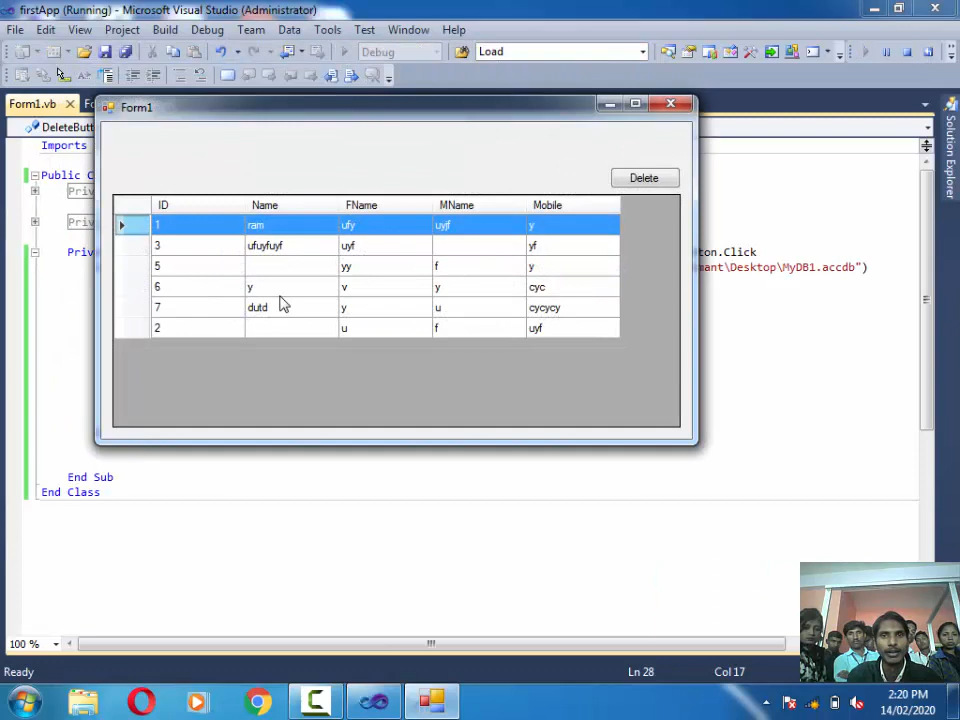 firstApp (Running) - Microsoft Visual Studio (Administrator)
File Edit View Project Build Debug Team Data Tools Test Window Help
Debug Load
Form1.vb
Form1
DeleteButt
Imports
Delete
Public C
ID Name FName MName Mobile
Priv
1 ram ufy uyjf y
3 ufuyfuyf uyf yf
Priv
ton.Click
5 yy f y
mant\Desktop\MyDB1.accdb")
6 y v y cyc
7 dutd y u cycycy
2 u f uyf
End Sub
End Class
Solution Explorer
100 %
Ready Ln 28 Col 17
2:20 PM
14/02/2020